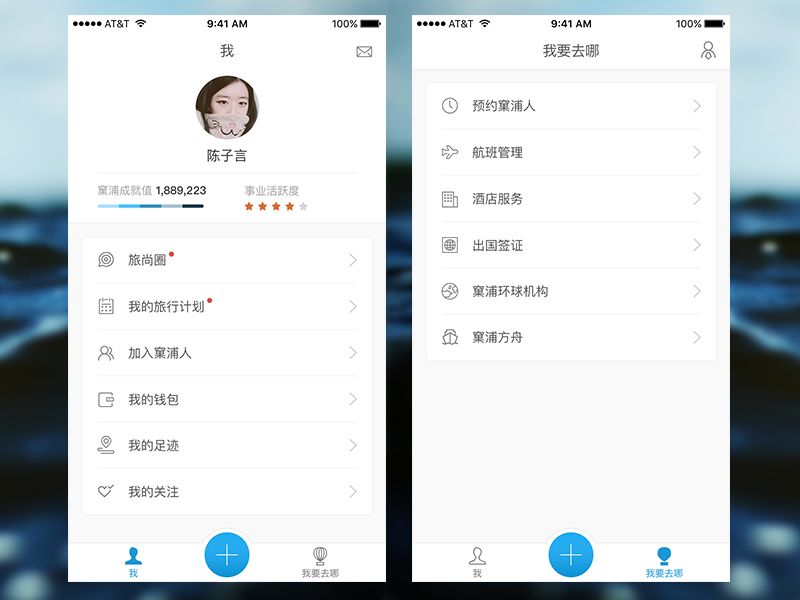 AT&T 9:41 AM 100%
我
陈子言
窠浦成就值 1,889,223
事业活跃度
旅尚圈
我的旅行计划
加入窠浦人
我的钱包
我的足迹
我的关注
我
我要去哪
AT&T 9:41 AM 100%
我要去哪
预约窠浦人
航班管理
酒店服务
出国签证
窠浦环球机构
窠浦方舟
我
我要去哪